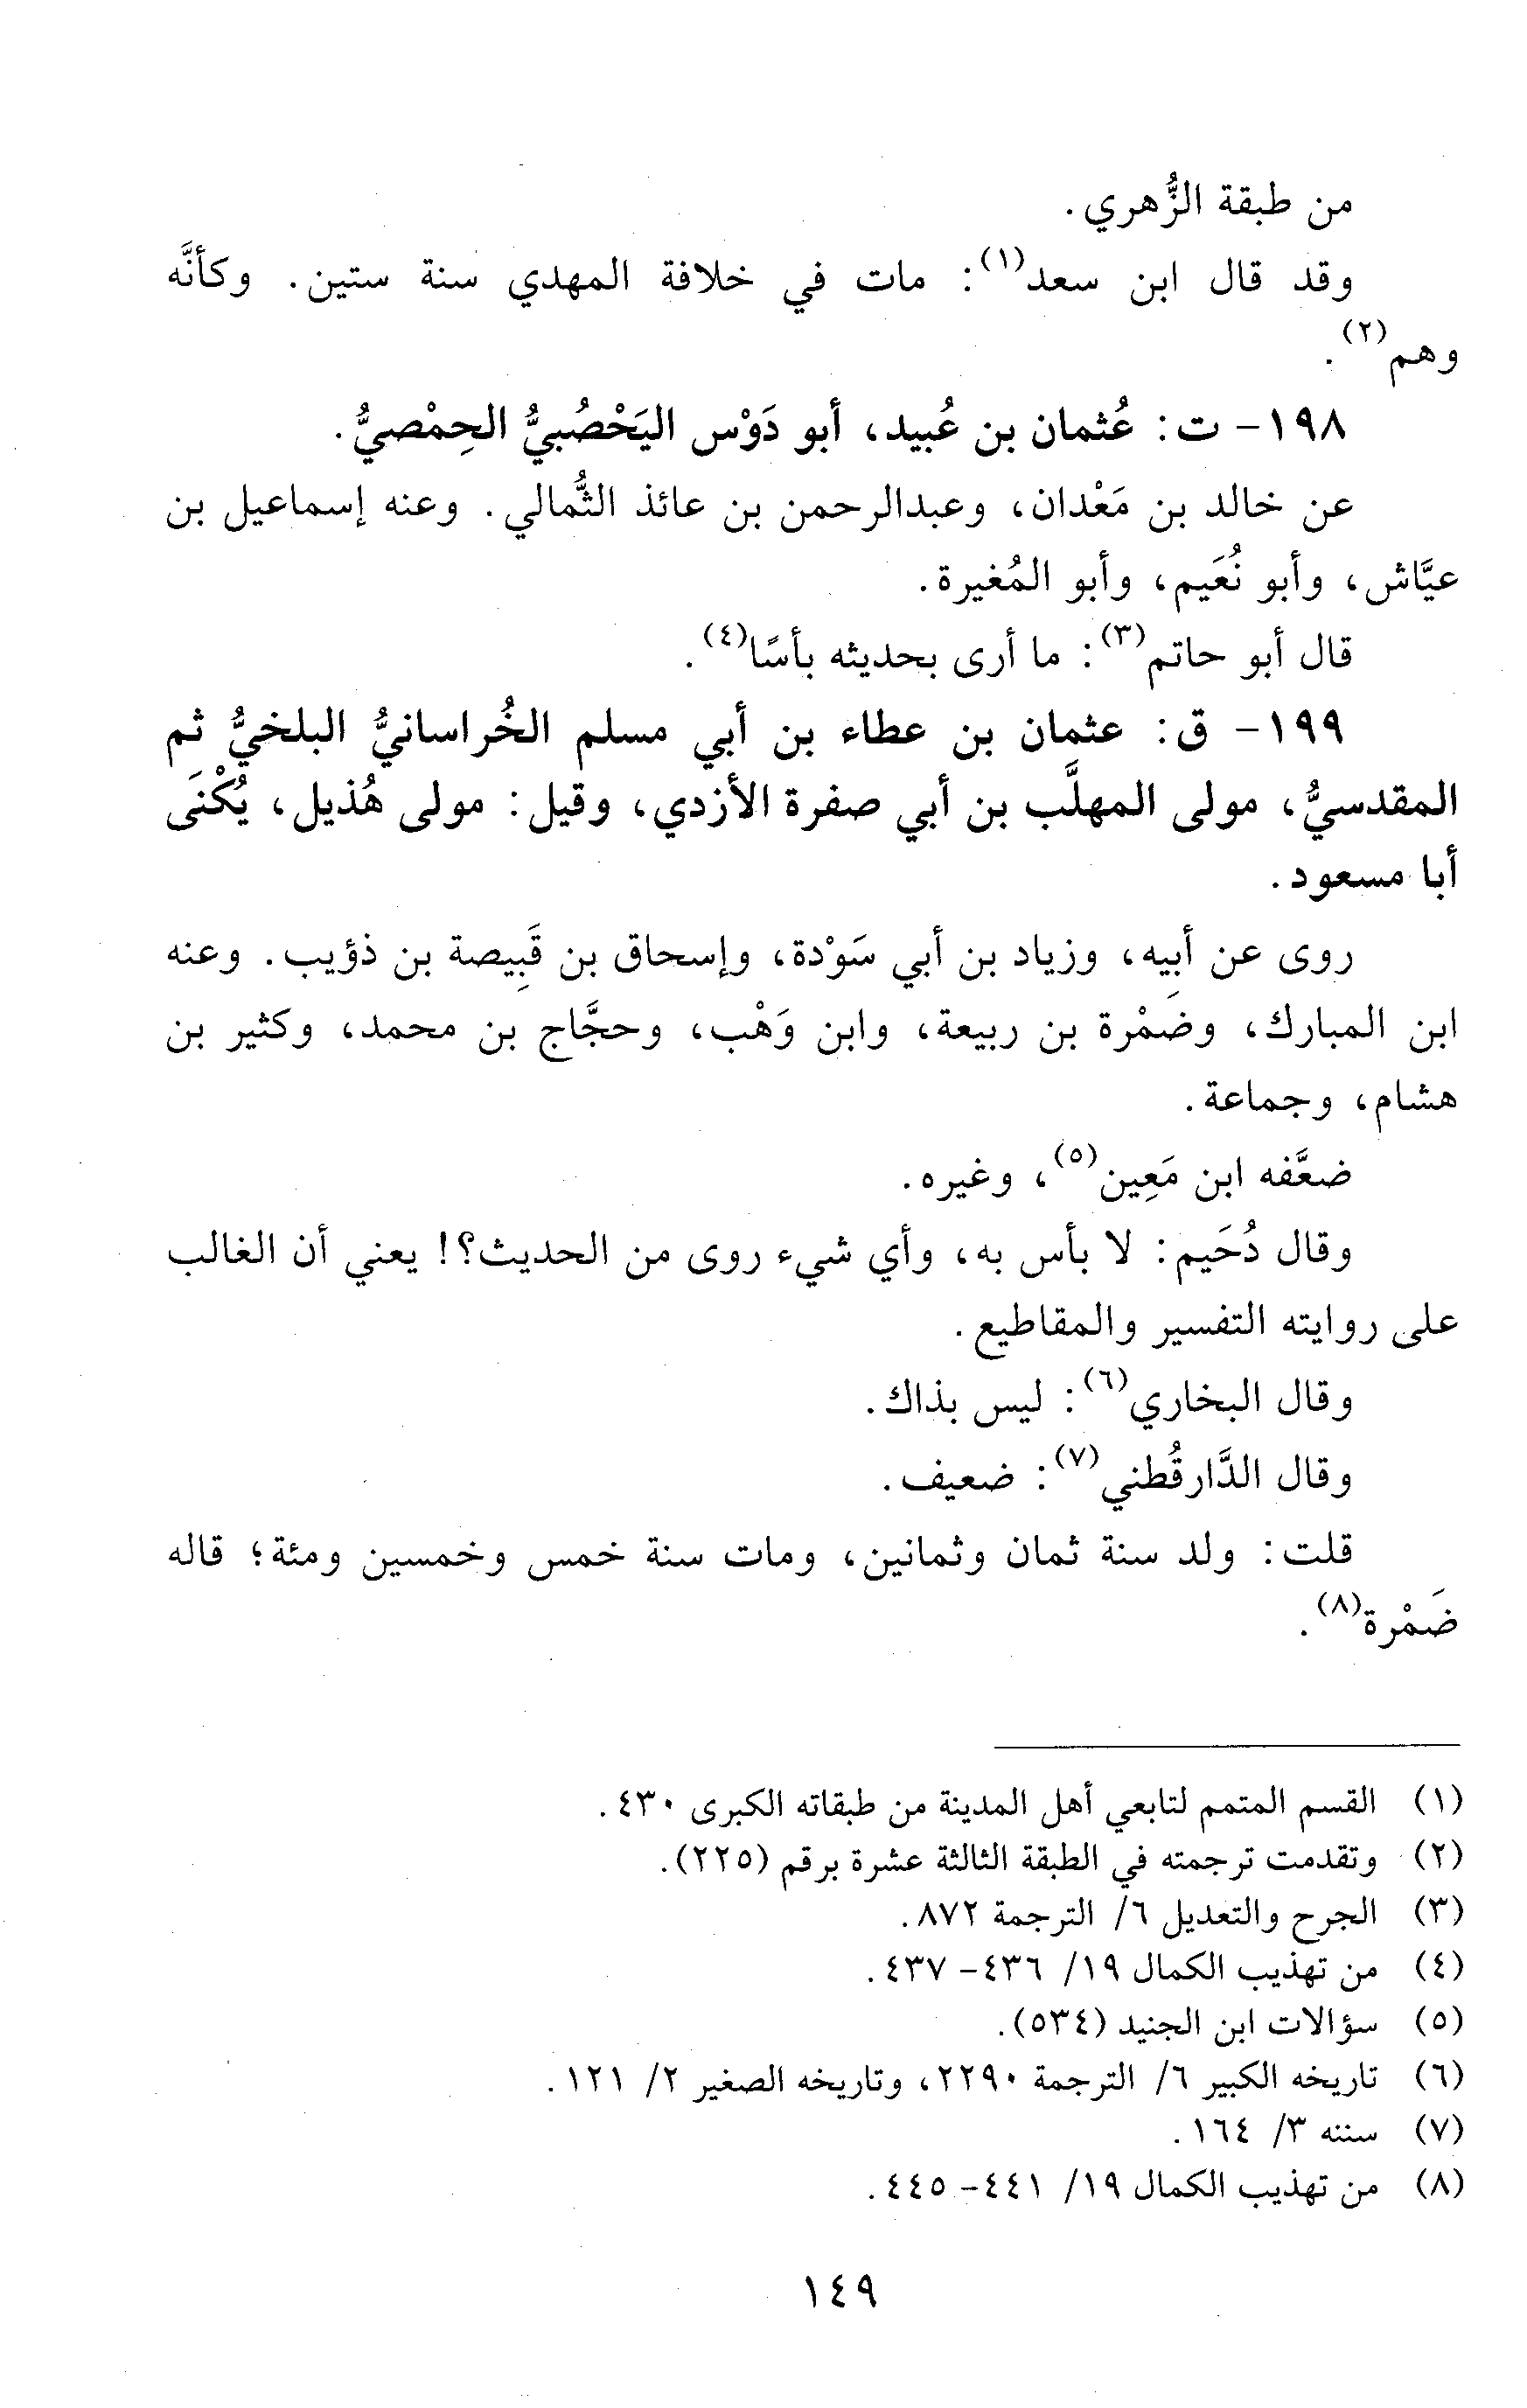 من طبقة الزُّهري.
وقد قال ابن سعد(١): مات في خلافة المهدي سنة ستين. وكأنَّه
وهم(٢).
١٩٨- ت: عُثمان بن عُبيد، أبو دَوْس اليَحْصُبيُّ الحِمْصيُّ.
عن خالد بن مَعْدان، وعبدالرحمن بن عائذ الثُّمالي. وعنه إسماعيل بن
عيَّاش، وأبو نُعَيم، وأبو المُغيرة.
قال أبو حاتم(٣): ما أرى بحديثه بأسًا(٤).
١٩٩- ق: عثمان بن عطاء بن أبي مسلم الخُراسانيُّ البلخيُّ ثم
المقدسيُّ، مولى المهلَّب بن أبي صفرة الأزدي، وقيل: مولى هُذيل، يُكْنَى
أبا مسعود.
روى عن أبيه، وزياد بن أبي سَوْدة، وإسحاق بن قَبِيصة بن ذؤيب. وعنه
ابن المبارك، وضَمْرة بن ربيعة، وابن وَهْب، وحجَّاج بن محمد، وكثير بن
هشام، وجماعة.
ضعَّفه ابن مَعِين(٥)، وغيره.
وقال دُحَيم: لا بأس به، وأي شيء روى من الحديث؟! يعني أن الغالب
على روايته التفسير والمقاطيع.
وقال البخاري(٦): ليس بذاك.
وقال الدَّارقُطني(٧): ضعيف.
قلت: ولد سنة ثمان وثمانين، ومات سنة خمس وخمسين ومئة؛ قاله
ضَمْرة(٨).
(١) القسم المتمم لتابعي أهل المدينة من طبقاته الكبرى ٤٣٠.
(٢) وتقدمت ترجمته في الطبقة الثالثة عشرة برقم (٢٢٥).
(٣) الجرح والتعديل ٦/ الترجمة ٨٧٢.
(٤) من تهذيب الكمال ١٩/ ٤٣٦- ٤٣٧.
(٥) سؤالات ابن الجنيد (٥٣٤).
(٦) تاريخه الكبير ٦/ الترجمة ٢٢٩٠، وتاريخه الصغير ٢/ ١٢١.
(٧) سننه ٣/ ١٦٤.
(٨) من تهذيب الكمال ١٩/ ٤٤١- ٤٤٥.
١٤٩